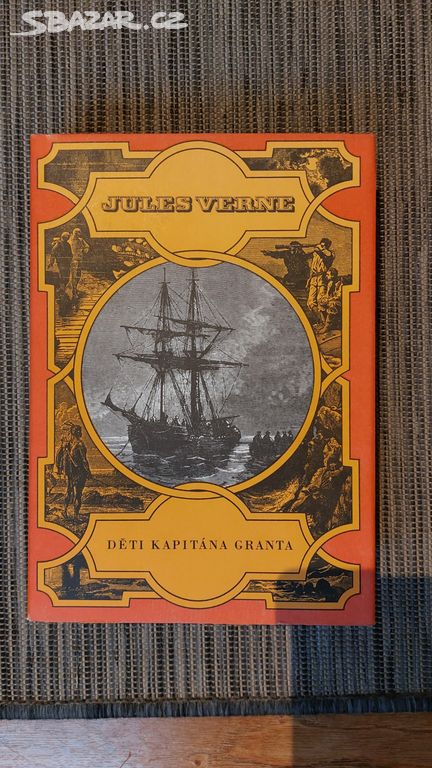 SBAZAR.CZ
JULES VERNE
DĚTI KAPITÁNA GRANTA